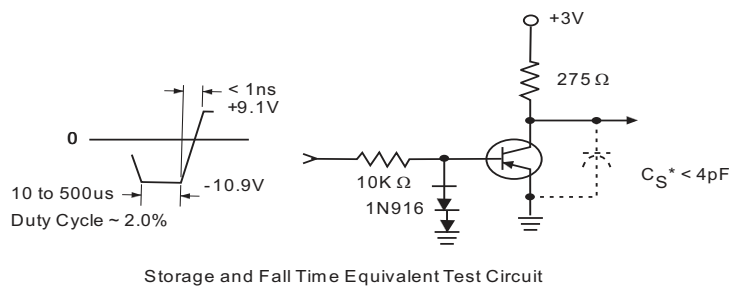 +3V
275 Ω
< 1ns
+9.1V
0
10 to 500us
-10.9V
Duty Cycle ~ 2.0%
10K Ω
1N916
CS* < 4pF
Storage and Fall Time Equivalent Test Circuit